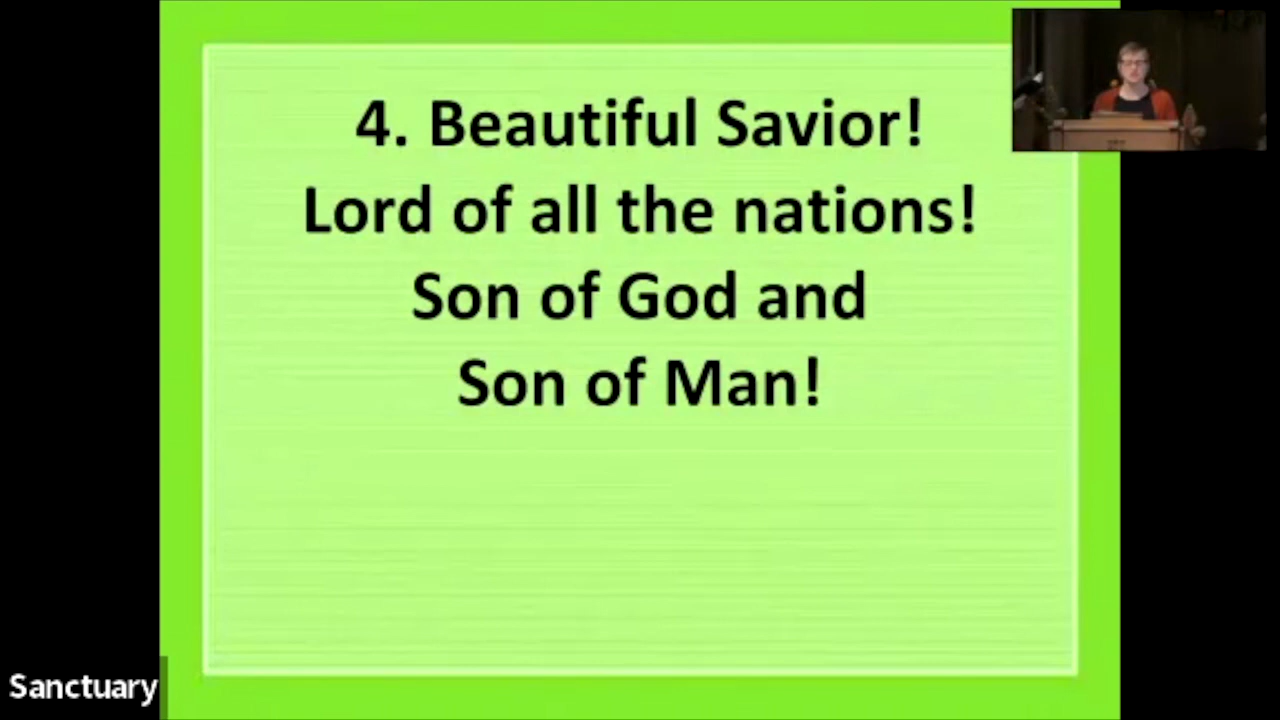 4. Beautiful Savior!
Lord of all the nations!
Son of God and
Son of Man!
Sanctuary